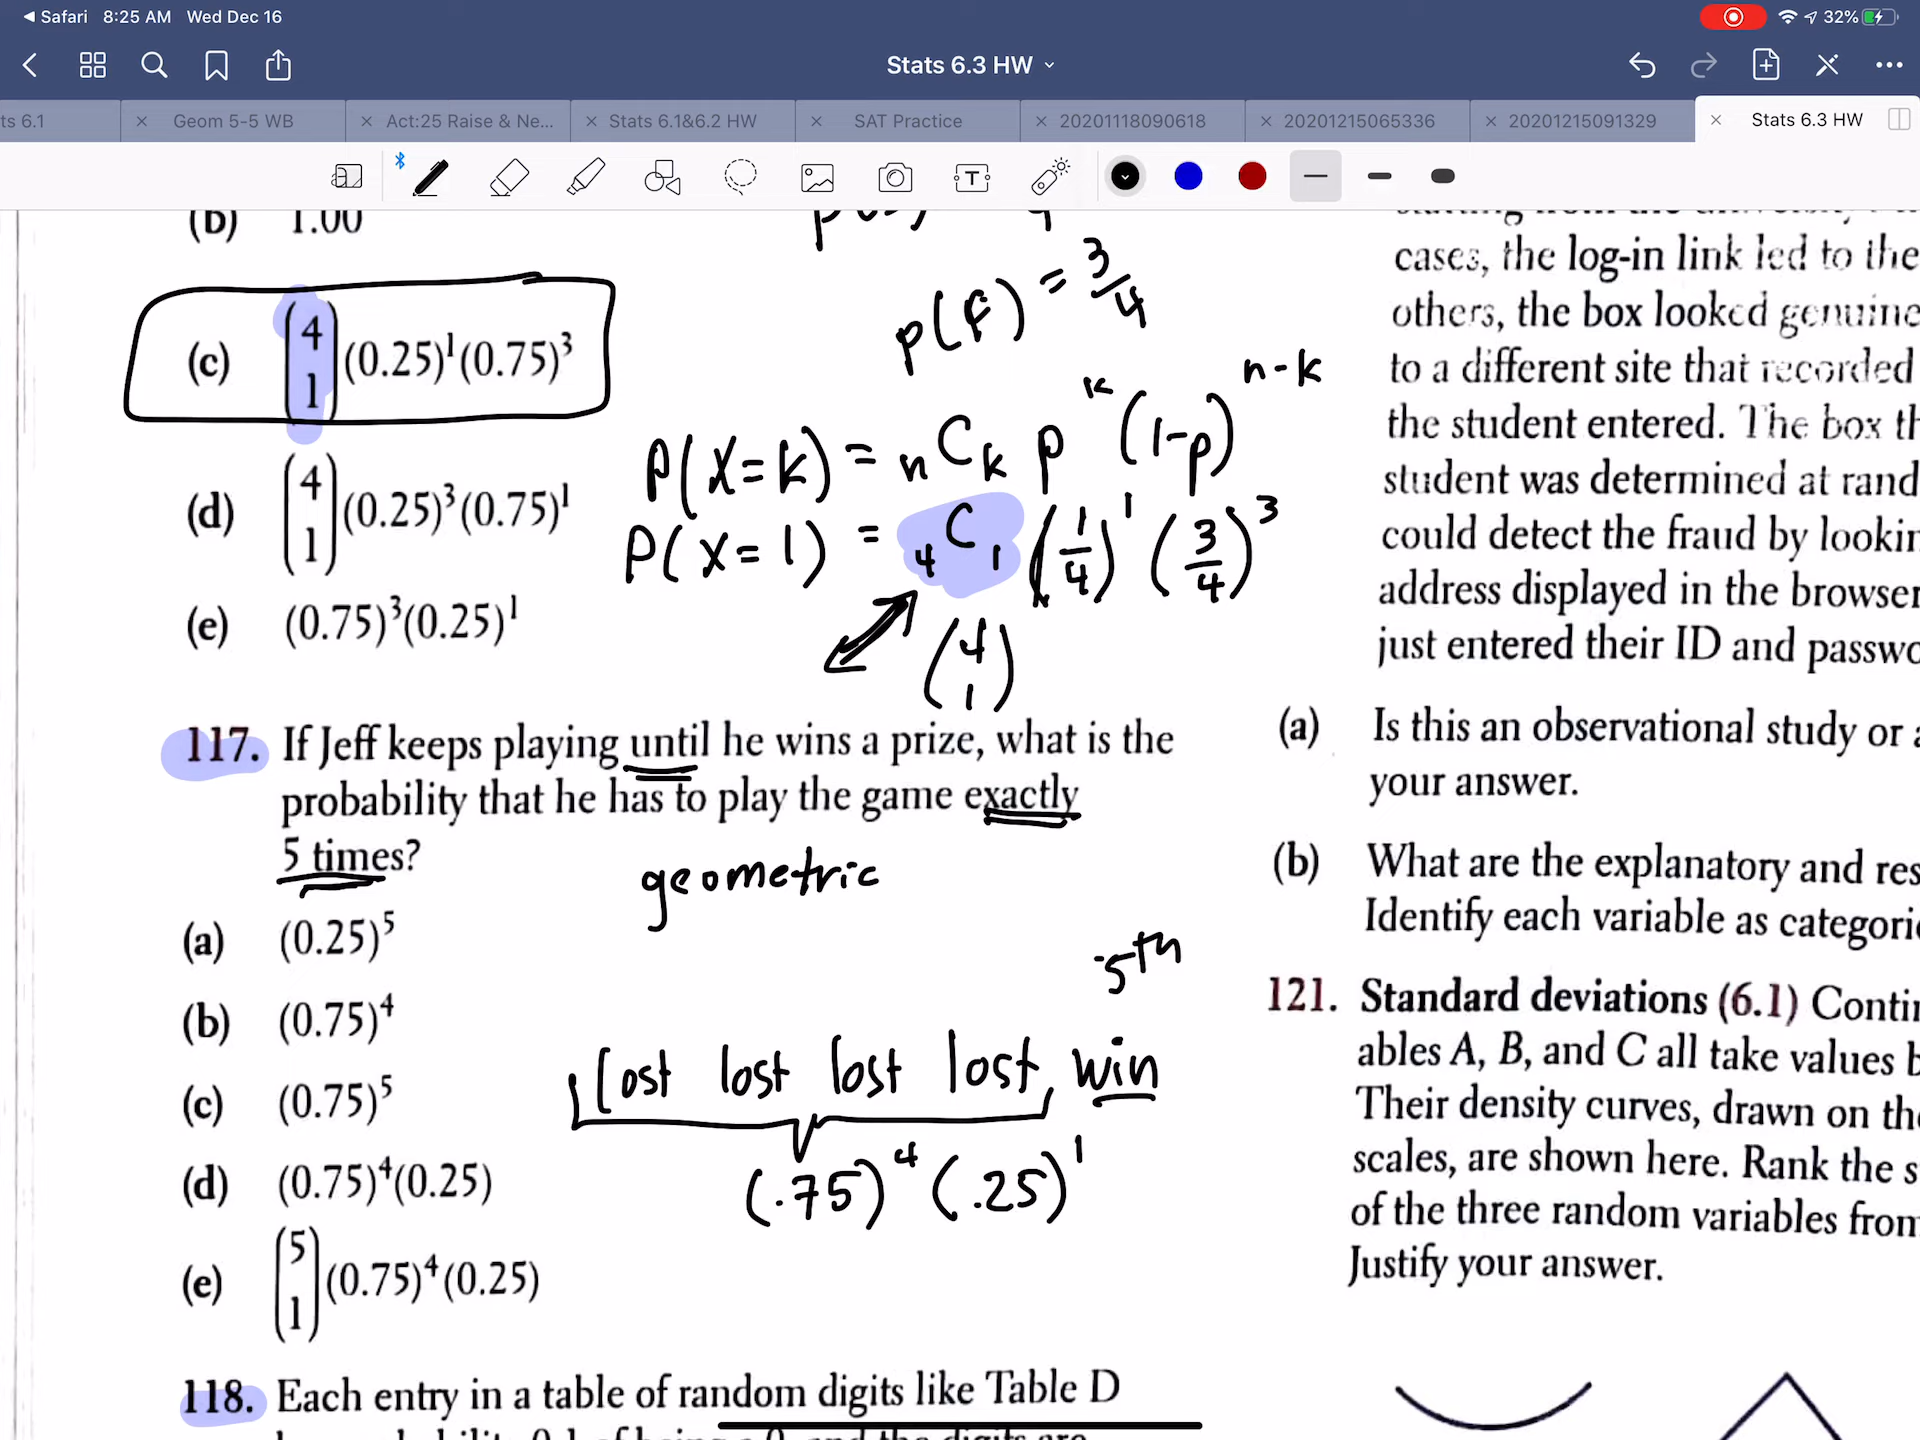 Safari 8:25 AM Wed Dec 16
32%
Stats 6.3 HW
ts 6.1
Geom 5-5 WB
Act:25 Raise & Ne...
Stats 6.1&6.2 HW
SAT Practice
20201118090618
20201215065336
20201215091329
Stats 6.3 HW
(b) 1.00
(c) (4 1)(0.25)¹(0.75)³
(d) (4 1)(0.25)³(0.75)¹
(e) (0.75)³(0.25)¹
p(F) = 3/4
P(X=k) = nCk p^k (1-p)^n-k
P(X=1) = 4C1 (1/4)¹ (3/4)³
(4 1)
117. If Jeff keeps playing until he wins a prize, what is the
probability that he has to play the game exactly
5 times?
geometric
(a) (0.25)⁵
(b) (0.75)⁴
(c) (0.75)⁵
(d) (0.75)⁴(0.25)
(e) (5 1)(0.75)⁴(0.25)
5th
lost lost lost lost, win
(.75)⁴ (.25)¹
118. Each entry in a table of random digits like Table D
cases, the log-in link led to the
others, the box looked genuine
to a different site that recorded
the student entered. The box th
student was determined at rand
could detect the fraud by lookin
address displayed in the browser
just entered their ID and passwo
(a) Is this an observational study or a
your answer.
(b) What are the explanatory and res
Identify each variable as categoric
121. Standard deviations (6.1) Contin
ables A, B, and C all take values b
Their density curves, drawn on the
scales, are shown here. Rank the s
of the three random variables from
Justify your answer.